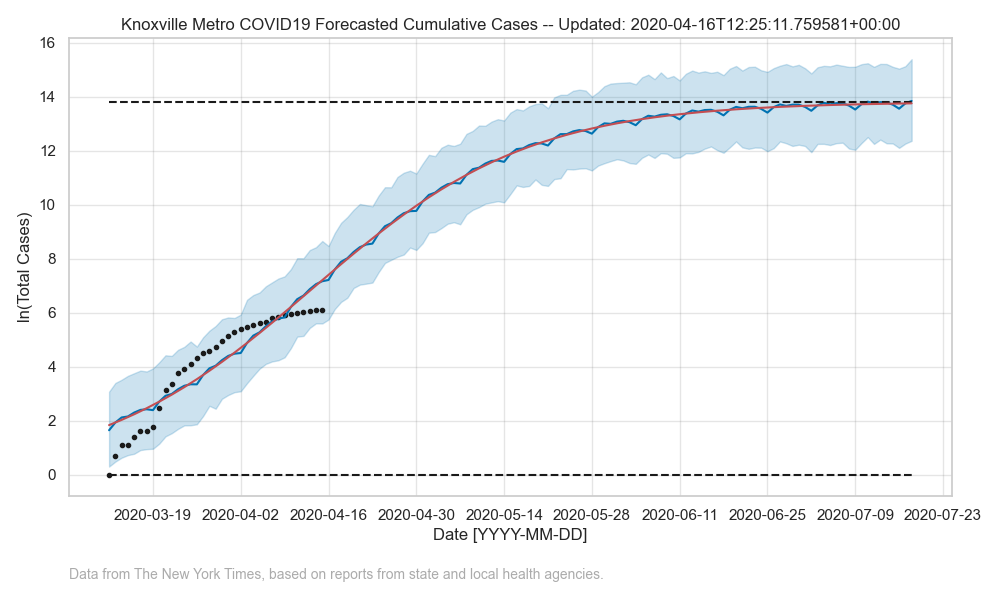 Knoxville Metro COVID19 Forecasted Cumulative Cases -- Updated: 2020-04-16T12:25:11.759581+00:00
16
14
12
10
8
6
4
2
0
ln(Total Cases)
2020-03-19 2020-04-02 2020-04-16 2020-04-30 2020-05-14 2020-05-28 2020-06-11 2020-06-25 2020-07-09 2020-07-23
Date [YYYY-MM-DD]
Data from The New York Times, based on reports from state and local health agencies.